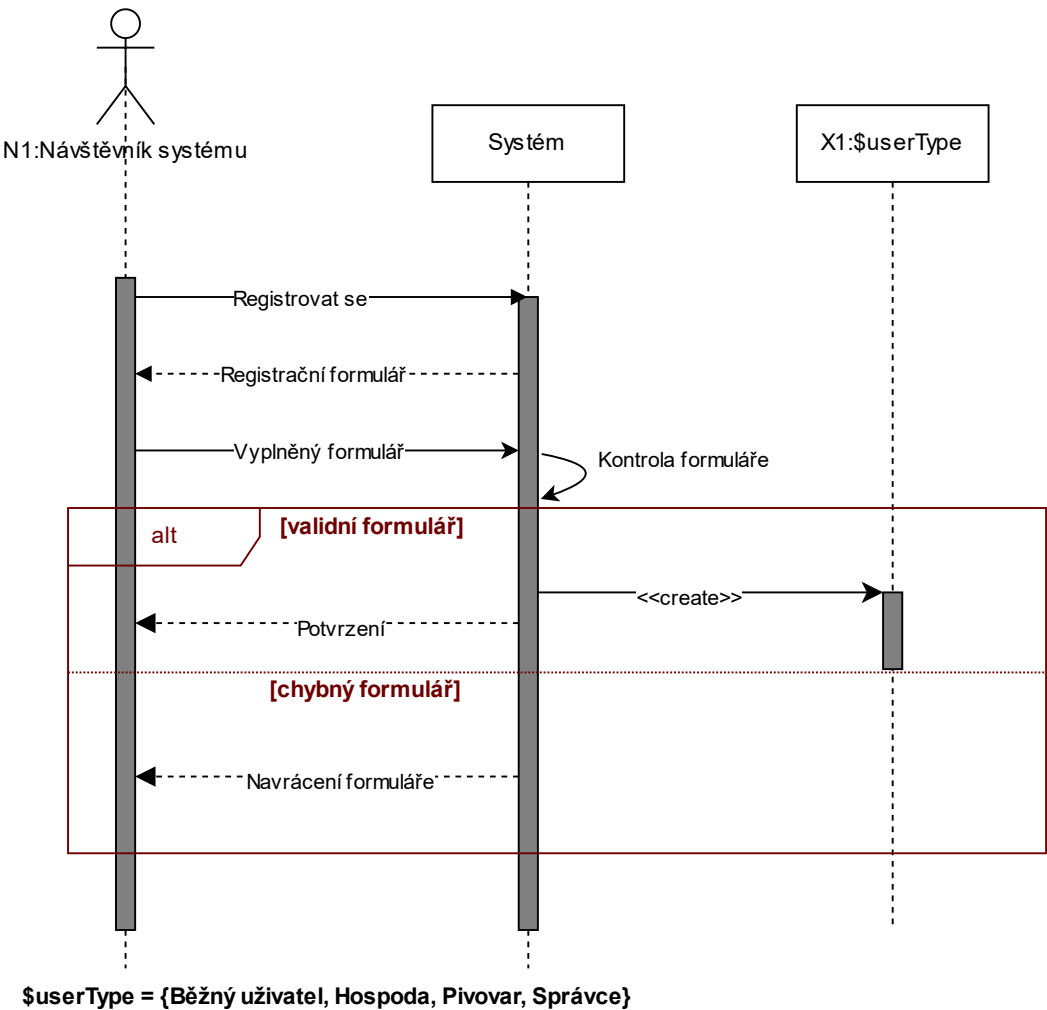 N1:Návštěvník systému
Systém
X1:$userType
Registrovat se
Registrační formulář
Vyplněný formulář
Kontrola formuláře
alt
[validní formulář]
<<create>>
Potvrzení
[chybný formulář]
Navrácení formuláře
$userType = {Běžný uživatel, Hospoda, Pivovar, Správce}